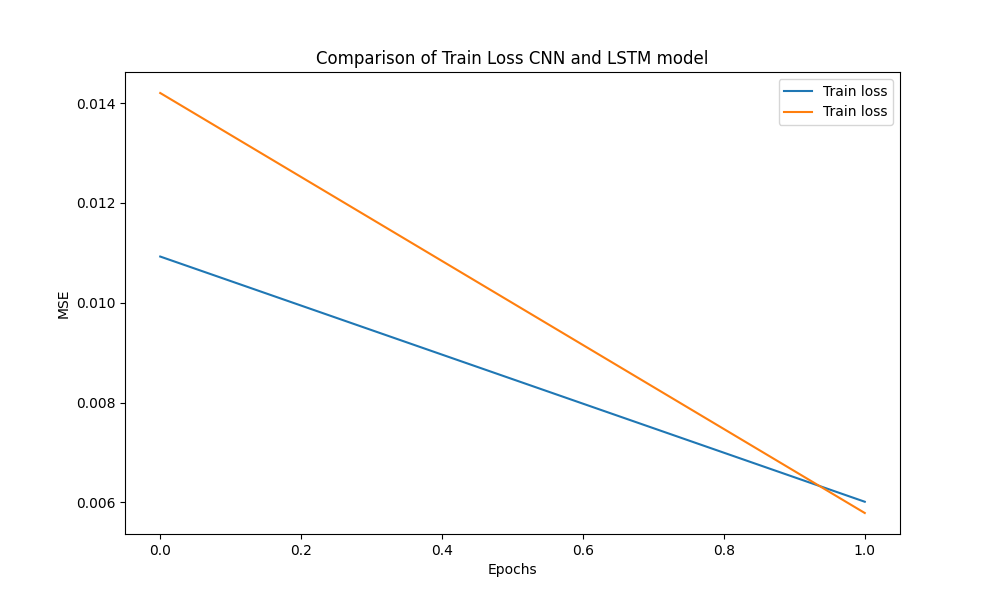 Comparison of Train Loss CNN and LSTM model
Train loss
Train loss
0.014
0.012
0.010
0.008
0.006
MSE
0.0 0.2 0.4 0.6 0.8 1.0
Epochs